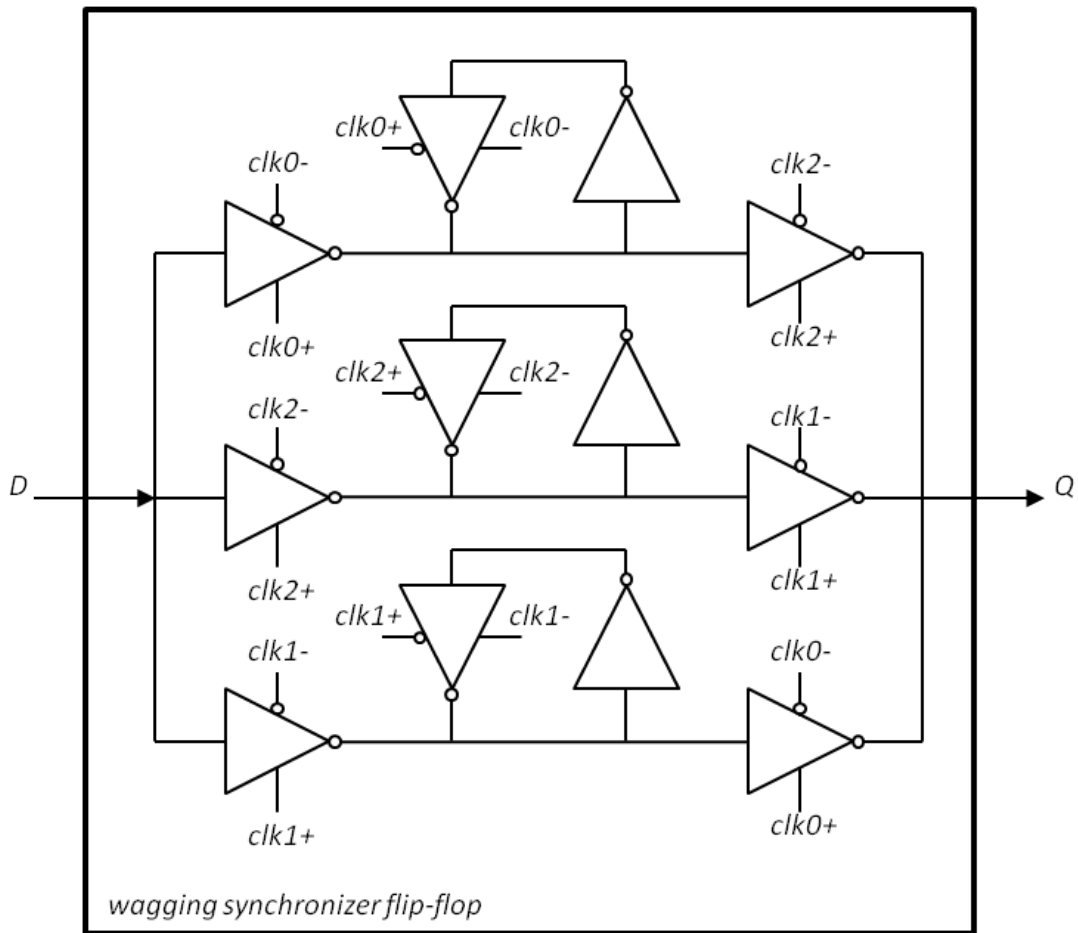 clk0+
clk0-
clk0-
clk2-
clk0+
clk2+
clk2+
clk2-
clk2-
clk1-
D
Q
clk2+
clk1+
clk1+
clk1-
clk1-
clk0-
clk1+
clk0+
wagging synchronizer flip-flop